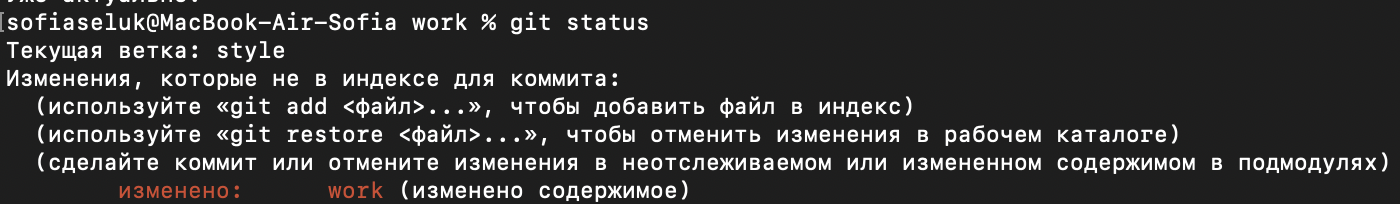 sofiaseluk@MacBook-Air-Sofia work % git status
Текущая ветка: style
Изменения, которые не в индексе для коммита:
(используйте «git add <файл>...», чтобы добавить файл в индекс)
(используйте «git restore <файл>...», чтобы отменить изменения в рабочем каталоге)
(сделайте коммит или отмените изменения в неотслеживаемом или измененном содержимом в подмодулях)
изменено: work (изменено содержимое)